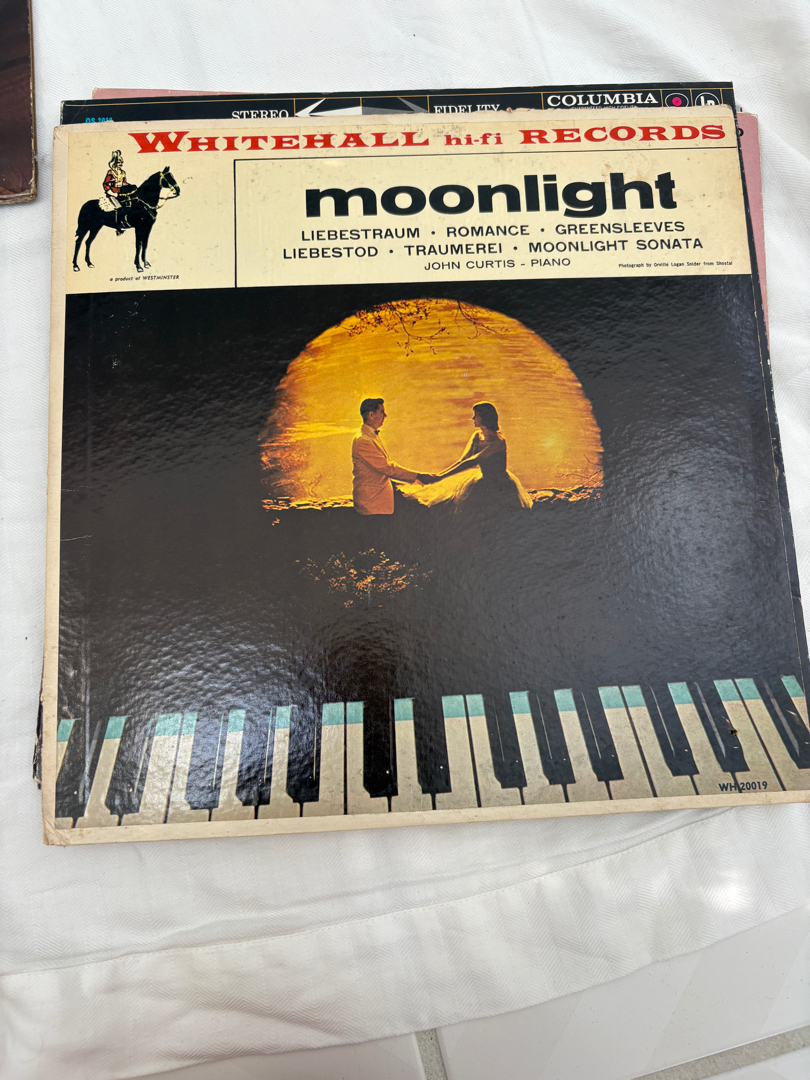 STEREO
FIDELITY
COLUMBIA
WHITEHALL hi-fi RECORDS
moonlight
LIEBESTRAUM • ROMANCE • GREENSLEEVES
LIEBESTOD • TRAUMEREI • MOONLIGHT SONATA
JOHN CURTIS – PIANO
Photograph by Orville Logan Snider from Shostal
a product of WESTMINSTER
WH 20019